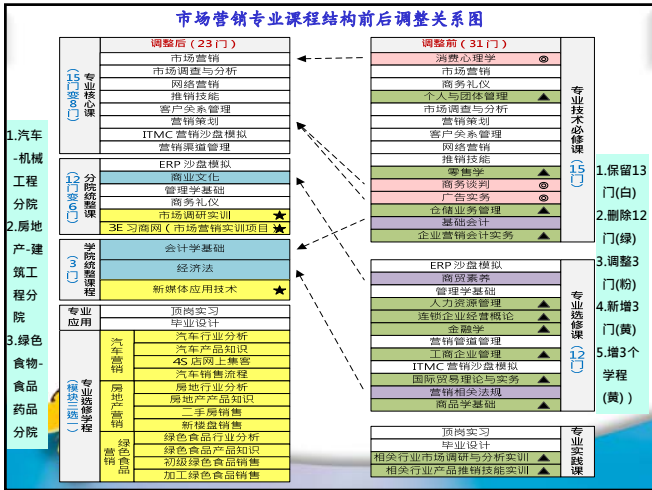 市场营销专业课程结构前后调整关系图
1.汽车
-机械
工程
分院
2.房地
产-建
筑工
程分
院
3.绿色
食物-
食品
药品
分院
调整后（23门）
专业核心课
（15门变8门）
市场营销
市场调查与分析
网络营销
推销技能
客户关系管理
营销策划
ITMC营销沙盘模拟
营销渠道管理
分院统整课
（12门变6门）
ERP沙盘模拟
商业文化
管理学基础
商务礼仪
市场调研实训 ★
3E习商网（市场营销实训项目 ★
学院统整课程
（3门）
会计学基础
经济法
新媒体应用技术 ★
专业
应用
顶岗实习
毕业设计
专业选修学程
（模块三选一）
汽车营销
汽车行业分析
汽车产品知识
4S店网上集客
汽车销售流程
房地产营销
房地行业分析
房地产产品知识
二手房销售
新楼盘销售
绿色食品营销
绿色食品行业分析
绿色食品产品知识
初级绿色食品销售
加工绿色食品销售
调整前（31门）
消费心理学 ◎
市场营销
商务礼仪
个人与团体管理 ▲
市场调查与分析
营销策划
客户关系管理
网络营销
推销技能
零售学 ▲
商务谈判 ◎
广告实务 ◎
仓储业务管理 ▲
基础会计
企业营销会计实务 ▲
专业技术必修课
（15门）
ERP沙盘模拟
商贸素养
管理学基础
人力资源管理 ▲
连锁企业经营概论 ▲
金融学 ▲
营销管道管理
工商企业管理 ▲
ITMC营销沙盘模拟
国际贸易理论与实务 ▲
营销相关法规
商品学基础 ▲
专业选修课
（12门）
顶岗实习
毕业设计
相关行业市场调研与分析实训 ▲
相关行业产品推销技能实训 ▲
专业实践课
1.保留13
门(白)
2.删除12
门(绿)
3.调整3
门(粉)
4.新增3
门(黄)
5.增3个
学程
(黄) )